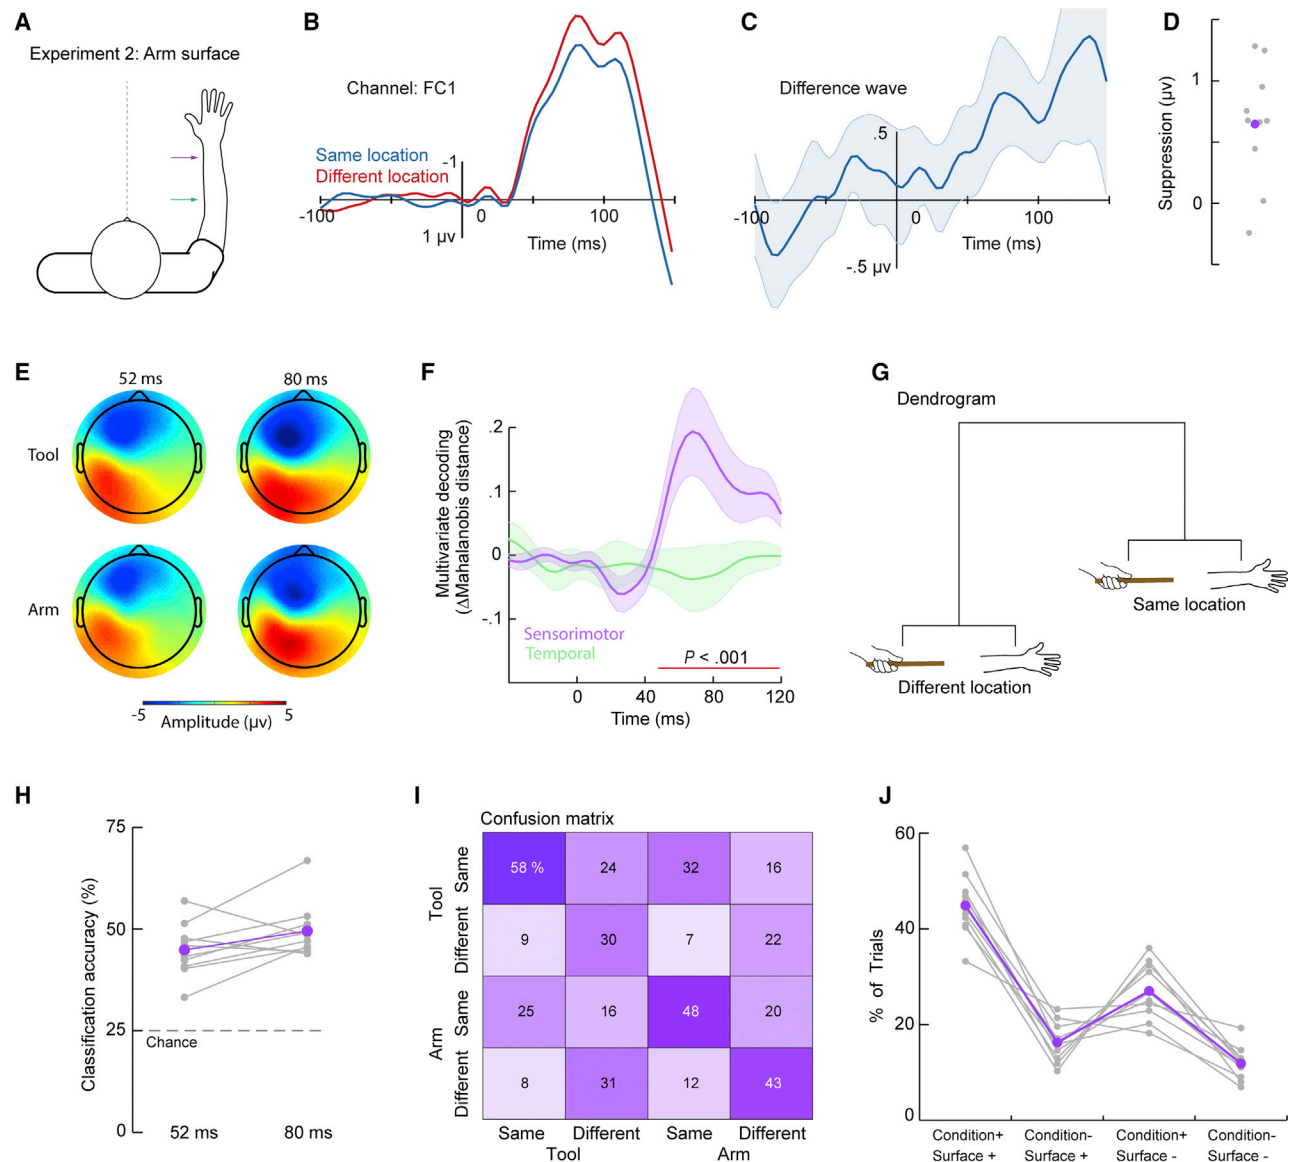 A
Experiment 2: Arm surface
B
Channel: FC1
Same location
Different location
-1
-100
0
100
1 μv
Time (ms)
C
Difference wave
.5
-100
0
100
-.5 μv
Time (ms)
D
Suppression (μv)
1
0
E
52 ms
80 ms
Tool
Arm
-5
5
Amplitude (μv)
F
Multivariate decoding
(ΔMahalanobis distance)
.2
.1
0
-.1
Sensorimotor
Temporal
P < .001
0
40
80
120
Time (ms)
G
Dendrogram
Same location
Different location
H
Classification accuracy (%)
75
50
25
0
Chance
52 ms
80 ms
I
Confusion matrix
Tool
Same
Different
Arm
Same
Different
58 %
24
32
16
9
30
7
22
25
16
48
20
8
31
12
43
Same
Different
Same
Different
Tool
Arm
J
% of Trials
60
40
20
0
Condition+
Surface +
Condition-
Surface +
Condition+
Surface -
Condition-
Surface -